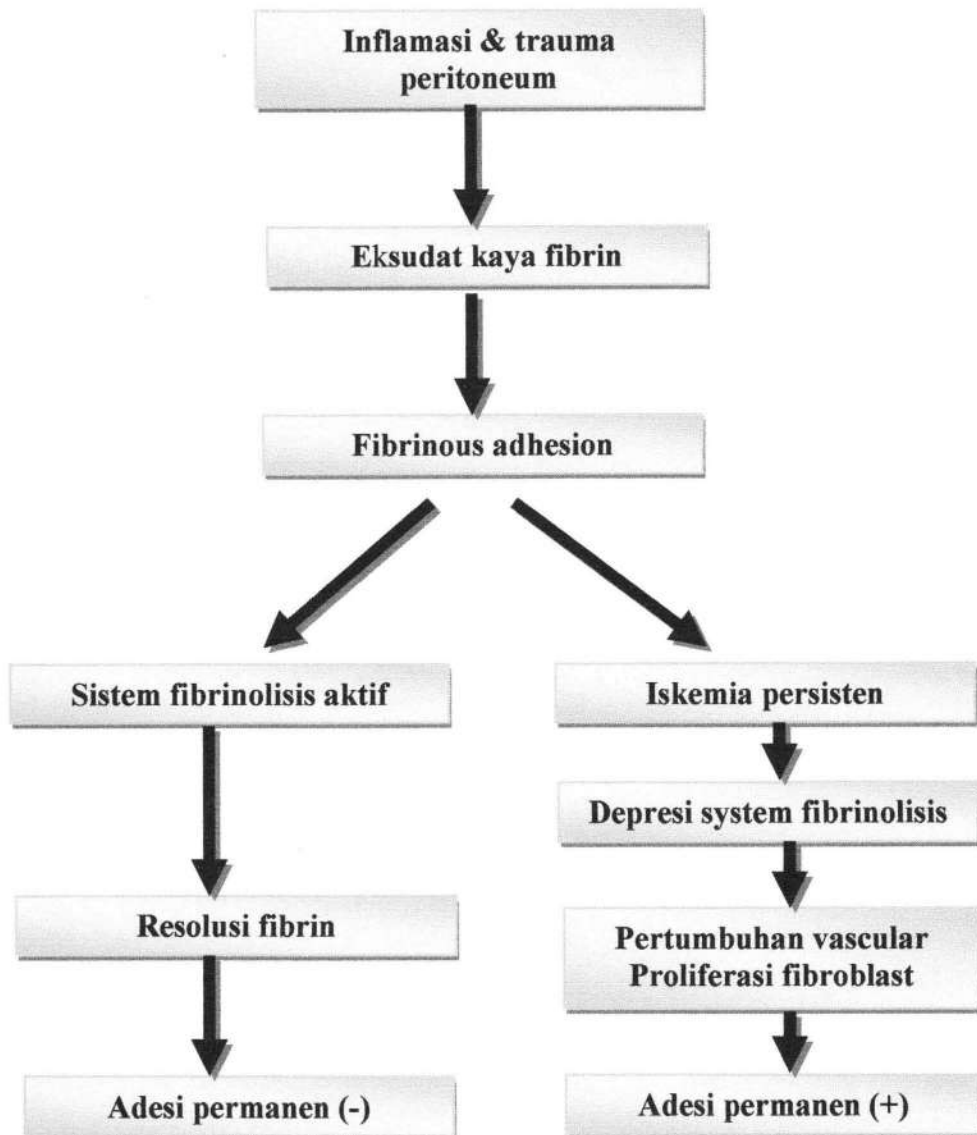 Inflamasi & trauma
peritoneum
Eksudat kaya fibrin
Fibrinous adhesion
Sistem fibrinolisis aktif
Resolusi fibrin
Adesi permanen (-)
Iskemia persisten
Depresi system fibrinolisis
Pertumbuhan vascular
Proliferasi fibroblast
Adesi permanen (+)